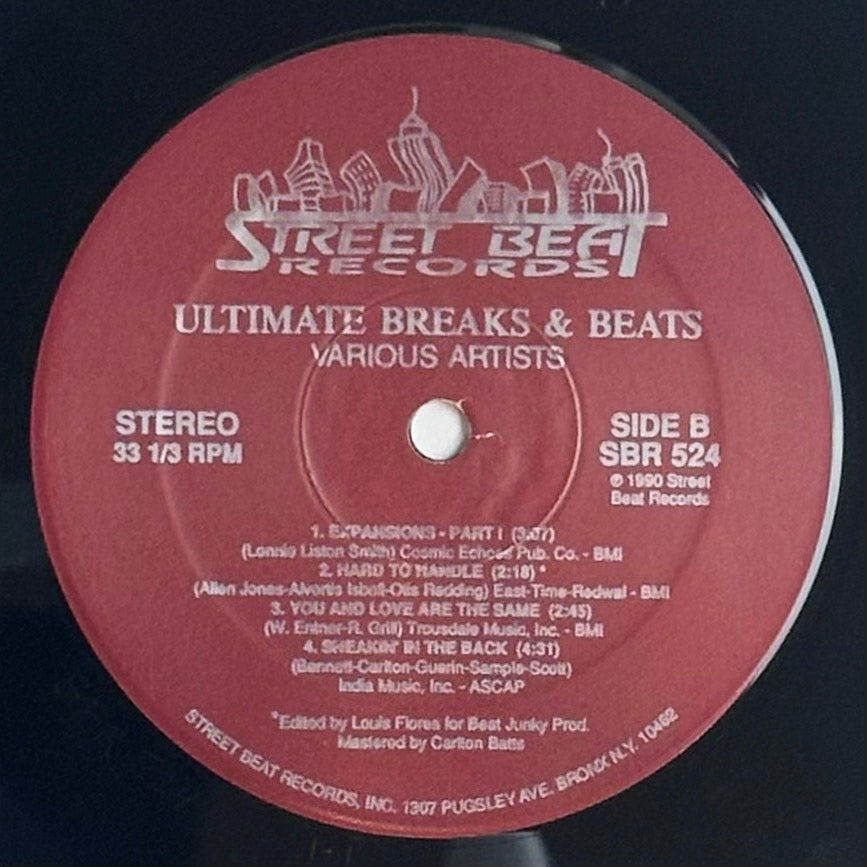 STREET BEAT
RECORDS
ULTIMATE BREAKS & BEATS
VARIOUS ARTISTS
STEREO
33 1/3 RPM
SIDE B
SBR 524
℗ 1990 Street
Beat Records
1. EXPANSIONS - PART I (3:07)
(Lonnie Liston Smith) Cosmic Echoes Pub. Co. - BMI
2. HARD TO HANDLE (2:18) *
(Allen Jones-Alvertis Isbell-Otis Redding) East-Time-Redwal - BMI
3. YOU AND LOVE ARE THE SAME (2:45)
(W. Entner-R. Grill) Trousdale Music, Inc. - BMI
4. SNEAKIN' IN THE BACK (4:31)
(Bennett-Carlton-Guerin-Sample-Scott)
India Music, Inc. - ASCAP
*Edited by Louis Flores for Beat Junky Prod.
Mastered by Carlton Batts
STREET BEAT RECORDS, INC. 1307 PUGSLEY AVE. BRONX N.Y. 10462